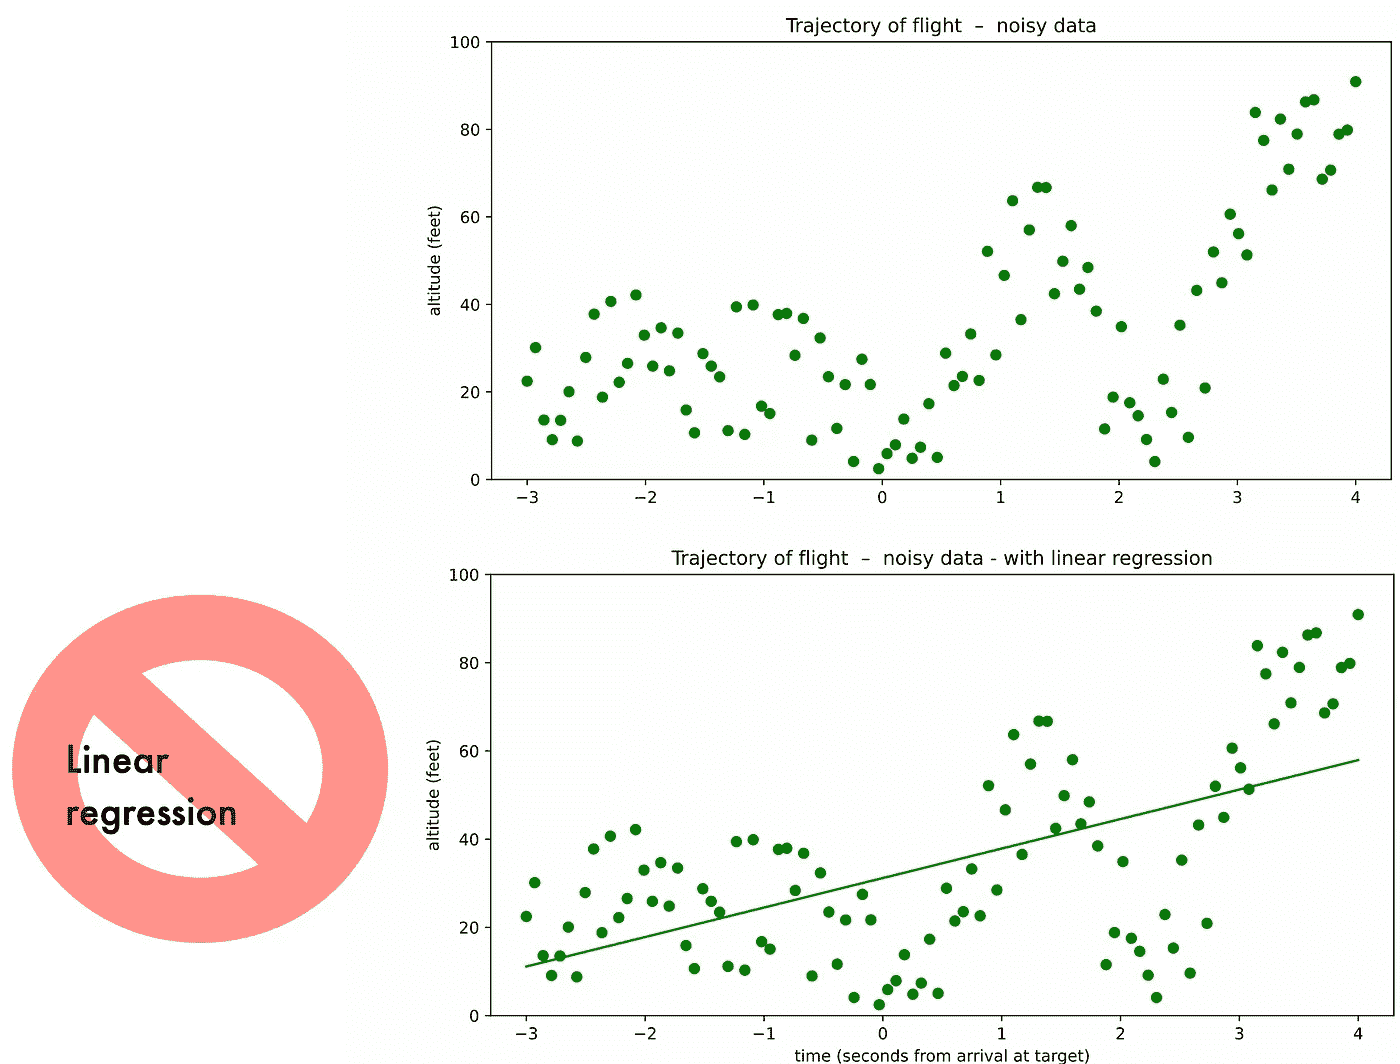 Trajectory of flight – noisy data
100
80
60
40
20
0
altitude (feet)
−3 −2 −1 0 1 2 3 4
Linear
regression
Trajectory of flight – noisy data - with linear regression
100
80
60
40
20
0
altitude (feet)
−3 −2 −1 0 1 2 3 4
time (seconds from arrival at target)